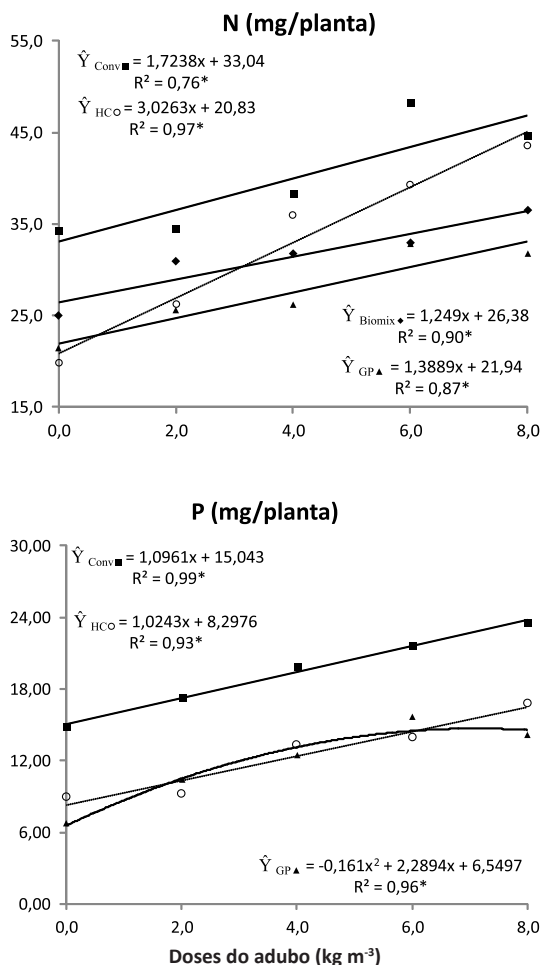 N (mg/planta)
45,0
35,0
25,0
15,0
Ŷ Conv■ = 1,7238x + 33,04
R² = 0,76*
Ŷ HC○ = 3,0263x + 20,83
R² = 0,97*
Ŷ Biomix ◆ = 1,249x + 26,38
R² = 0,90*
Ŷ GP▲ = 1,3889x + 21,94
R² = 0,87*
0,0 2,0 4,0 6,0 8,0
P (mg/planta)
30,00
24,00
18,00
12,00
6,00
0,00
Ŷ Conv■ = 1,0961x + 15,043
R² = 0,99*
Ŷ HC○ = 1,0243x + 8,2976
R² = 0,93*
Ŷ GP▲ = -0,161x² + 2,2894x + 6,5497
R² = 0,96*
0,0 2,0 4,0 6,0 8,0
Doses do adubo (kg m⁻³)